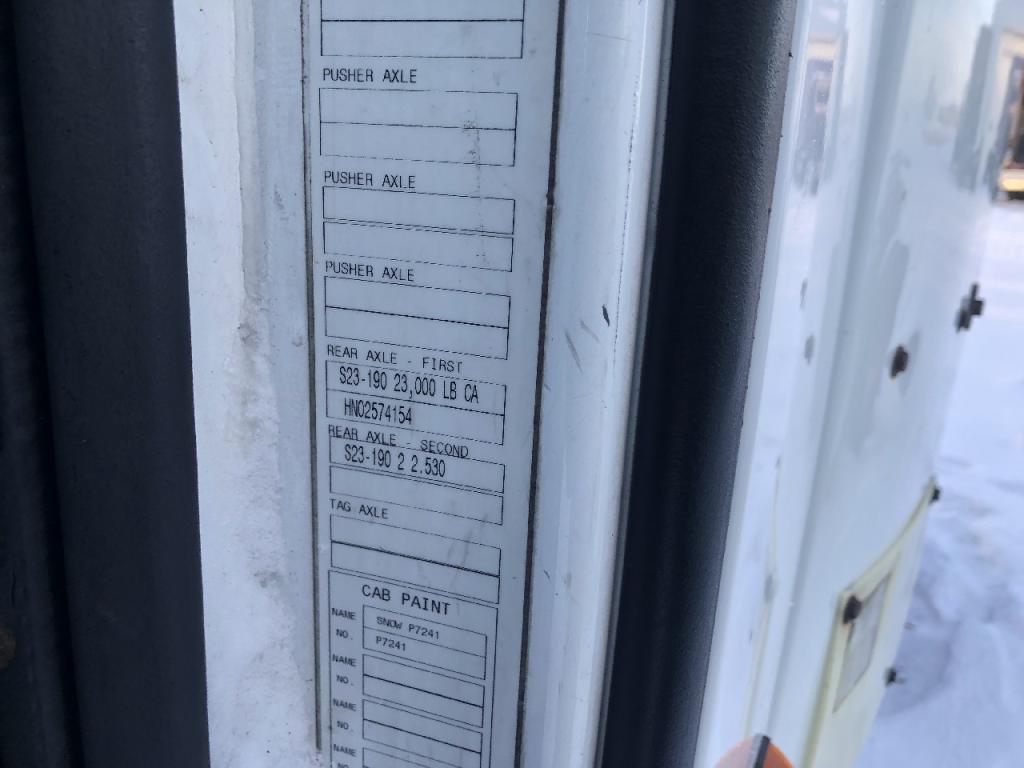 PUSHER AXLE
PUSHER AXLE
PUSHER AXLE
REAR AXLE - FIRST
S23-190 23,000 LB CA
HN02574154
REAR AXLE - SECOND
S23-190 2 2.530
TAG AXLE
CAB PAINT
NAME SNOW P7241
NO. P7241
NAME
NO.
NAME
NO
NAME
NO